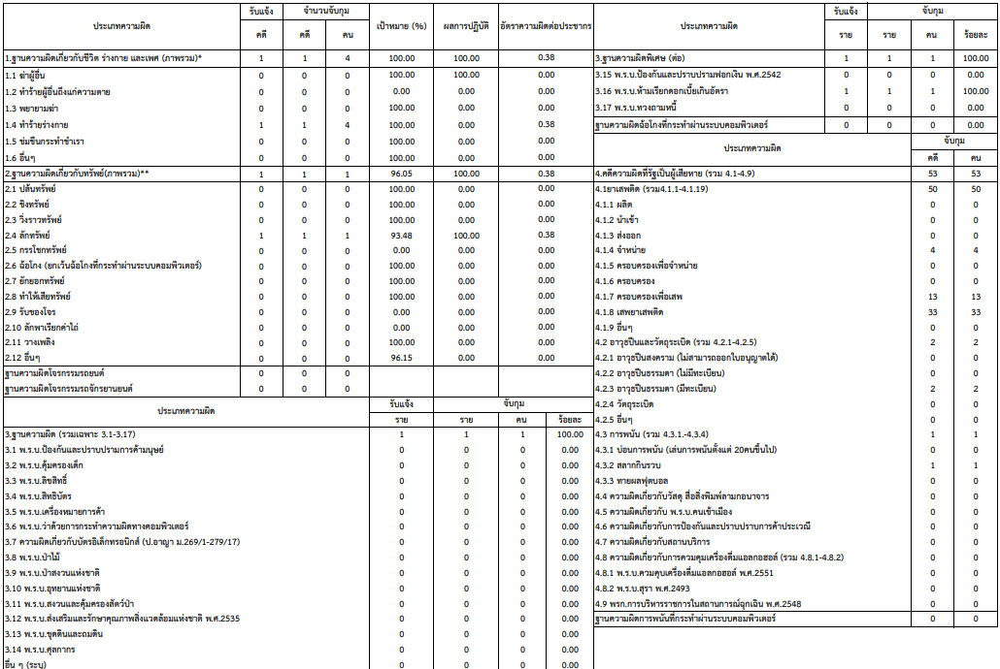 ประเภทความผิด รับแจ้ง จำนวนจับกุม เป้าหมาย (%) ผลการปฏิบัติ อัตราความผิดต่อประชากร
คดี คดี คน
1.ฐานความผิดเกี่ยวกับชีวิต ร่างกาย และเพศ (ภาพรวม)* 1 1 4 100.00 100.00 0.38
1.1 ฆ่าผู้อื่น 0 0 0 100.00 100.00 0.00
1.2 ทำร้ายผู้อื่นถึงแก่ความตาย 0 0 0 0.00 0.00 0.00
1.3 พยายามฆ่า 0 0 0 100.00 0.00 0.00
1.4 ทำร้ายร่างกาย 1 1 4 100.00 0.00 0.38
1.5 ข่มขืนกระทำชำเรา 0 0 0 100.00 0.00 0.00
1.6 อื่นๆ 0 0 0 100.00 0.00 0.00
2.ฐานความผิดเกี่ยวกับทรัพย์(ภาพรวม)** 1 1 1 96.05 100.00 0.38
2.1 ปล้นทรัพย์ 0 0 0 100.00 0.00 0.00
2.2 ชิงทรัพย์ 0 0 0 100.00 0.00 0.00
2.3 วิ่งราวทรัพย์ 0 0 0 100.00 0.00 0.00
2.4 ลักทรัพย์ 1 1 1 93.48 100.00 0.38
2.5 กรรโชกทรัพย์ 0 0 0 0.00 0.00 0.00
2.6 ฉ้อโกง (ยกเว้นฉ้อโกงที่กระทำผ่านระบบคอมพิวเตอร์) 0 0 0 100.00 0.00 0.00
2.7 ยักยอกทรัพย์ 0 0 0 100.00 0.00 0.00
2.8 ทำให้เสียทรัพย์ 0 0 0 100.00 0.00 0.00
2.9 รับของโจร 0 0 0 0.00 0.00 0.00
2.10 ลักพาเรียกค่าไถ่ 0 0 0 0.00 0.00 0.00
2.11 วางเพลิง 0 0 0 100.00 0.00 0.00
2.12 อื่นๆ 0 0 0 96.15 0.00 0.00
ฐานความผิดโจรกรรมรถยนต์ 0 0 0
ฐานความผิดโจรกรรมรถจักรยานยนต์ 0 0 0
ประเภทความผิด รับแจ้ง จับกุม
ราย ราย คน ร้อยละ
3.ฐานความผิด (รวมเฉพาะ 3.1-3.17) 1 1 1 100.00
3.1 พ.ร.บ.ป้องกันและปราบปรามการค้ามนุษย์ 0 0 0 0.00
3.2 พ.ร.บ.คุ้มครองเด็ก 0 0 0 0.00
3.3 พ.ร.บ.ลิขสิทธิ์ 0 0 0 0.00
3.4 พ.ร.บ.สิทธิบัตร 0 0 0 0.00
3.5 พ.ร.บ.เครื่องหมายการค้า 0 0 0 0.00
3.6 พ.ร.บ.ว่าด้วยการกระทำความผิดทางคอมพิวเตอร์ 0 0 0 0.00
3.7 ความผิดเกี่ยวกับบัตรอิเล็กทรอนิกส์ (ป.อาญา ม.269/1-279/17) 0 0 0 0.00
3.8 พ.ร.บ.ป่าไม้ 0 0 0 0.00
3.9 พ.ร.บ.ป่าสงวนแห่งชาติ 0 0 0 0.00
3.10 พ.ร.บ.อุทยานแห่งชาติ 0 0 0 0.00
3.11 พ.ร.บ.สงวนและคุ้มครองสัตว์ป่า 0 0 0 0.00
3.12 พ.ร.บ.ส่งเสริมและรักษาคุณภาพสิ่งแวดล้อมแห่งชาติ พ.ศ.2535 0 0 0 0.00
3.13 พ.ร.บ.ขุดดินและถมดิน 0 0 0 0.00
3.14 พ.ร.บ.ศุลกากร 0 0 0 0.00
อื่น ๆ (ระบุ) 0 0 0 0.00
ประเภทความผิด รับแจ้ง จับกุม
ราย ราย คน ร้อยละ
3.ฐานความผิดพิเศษ (ต่อ) 1 1 1 100.00
3.15 พ.ร.บ.ป้องกันและปราบปรามฟอกเงิน พ.ศ.2542 0 0 0 0.00
3.16 พ.ร.บ.ห้ามเรียกดอกเบี้ยเกินอัตรา 1 1 1 100.00
3.17 พ.ร.บ.ทวงถามหนี้ 0 0 0 0.00
ฐานความผิดฉ้อโกงที่กระทำผ่านระบบคอมพิวเตอร์ 0 0 0 0.00
ประเภทความผิด จับกุม
คดี คน
4.คดีความผิดที่รัฐเป็นผู้เสียหาย (รวม 4.1-4.9) 53 53
4.1ยาเสพติด (รวม4.1.1-4.1.19) 50 50
4.1.1 ผลิต 0 0
4.1.2 นำเข้า 0 0
4.1.3 ส่งออก 0 0
4.1.4 จำหน่าย 4 4
4.1.5 ครอบครองเพื่อจำหน่าย 0 0
4.1.6 ครอบครอง 0 0
4.1.7 ครอบครองเพื่อเสพ 13 13
4.1.8 เสพยาเสพติด 33 33
4.1.9 อื่นๆ 0 0
4.2 อาวุธปืนและวัตถุระเบิด (รวม 4.2.1-4.2.5) 2 2
4.2.1 อาวุธปืนสงคราม (ไม่สามารถออกใบอนุญาตได้) 0 0
4.2.2 อาวุธปืนธรรมดา (ไม่มีทะเบียน) 0 0
4.2.3 อาวุธปืนธรรมดา (มีทะเบียน) 2 2
4.2.4 วัตถุระเบิด 0 0
4.2.5 อื่นๆ 0 0
4.3 การพนัน (รวม 4.3.1.-4.3.4) 1 1
4.3.1 บ่อนการพนัน (เล่นการพนันตั้งแต่ 20คนขึ้นไป) 0 0
4.3.2 สลากกินรวบ 1 1
4.3.3 ทายผลฟุตบอล 0 0
4.4 ความผิดเกี่ยวกับวัสดุ สื่อสิ่งพิมพ์ลามกอนาจาร 0 0
4.5 ความผิดเกี่ยวกับ พ.ร.บ.คนเข้าเมือง 0 0
4.6 ความผิดเกี่ยวกับการป้องกันและปราบปราบการค้าประเวณี 0 0
4.7 ความผิดเกี่ยวกับสถานบริการ 0 0
4.8 ความผิดเกี่ยวกับการควมคุมเครื่องดื่มแอลกอฮอล์ (รวม 4.8.1-4.8.2) 0 0
4.8.1 พรบ.ควมคุบเครื่องดื่มแอลกอฮอล์ พ.ศ.2551 0 0
4.8.2 พ.ร.บ.สุรา พ.ศ.2493 0 0
4.9 พรก.การบริหารราชการในสถานการณ์ฉุกเฉิน พ.ศ.2548 0 0
ฐานความผิดการพนันที่กระทำผ่านระบบคอมพิวเตอร์ 0 0